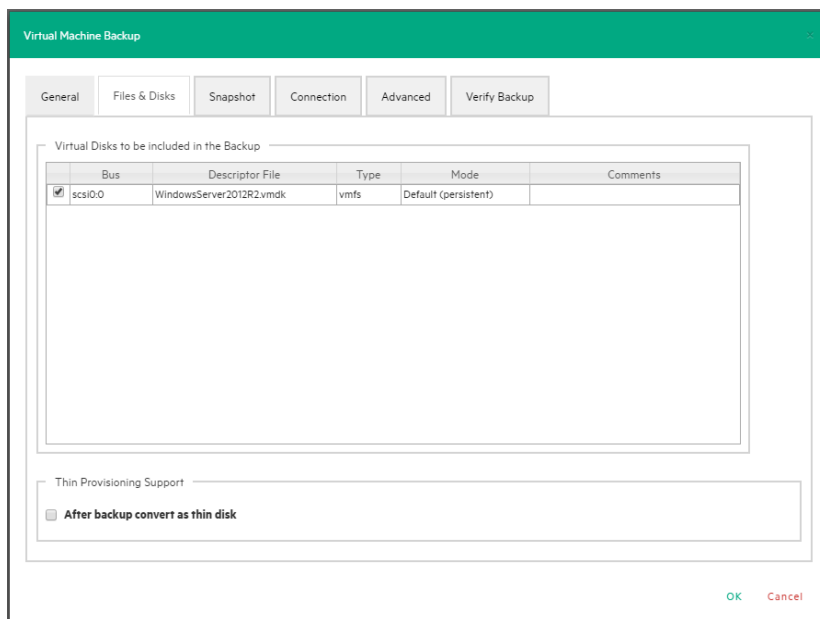 Virtual Machine Backup
General Files & Disks Snapshot Connection Advanced Verify Backup
Virtual Disks to be included in the Backup
Bus Descriptor File Type Mode Comments
scsi0:0 WindowsServer2012R2.vmdk vmfs Default (persistent)
Thin Provisioning Support
After backup convert as thin disk
OK Cancel